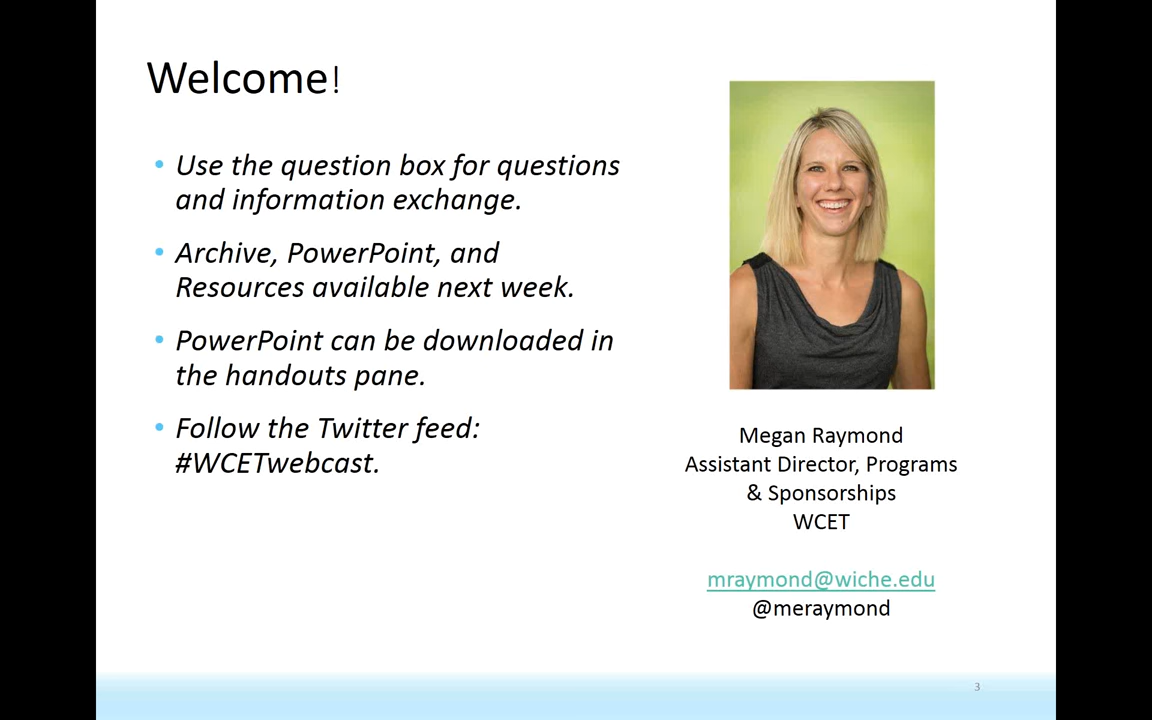 Welcome!
• Use the question box for questions
and information exchange.
• Archive, PowerPoint, and
Resources available next week.
• PowerPoint can be downloaded in
the handouts pane.
• Follow the Twitter feed:
#WCETwebcast.
Megan Raymond
Assistant Director, Programs
& Sponsorships
WCET
mraymond@wiche.edu
@meraymond
3